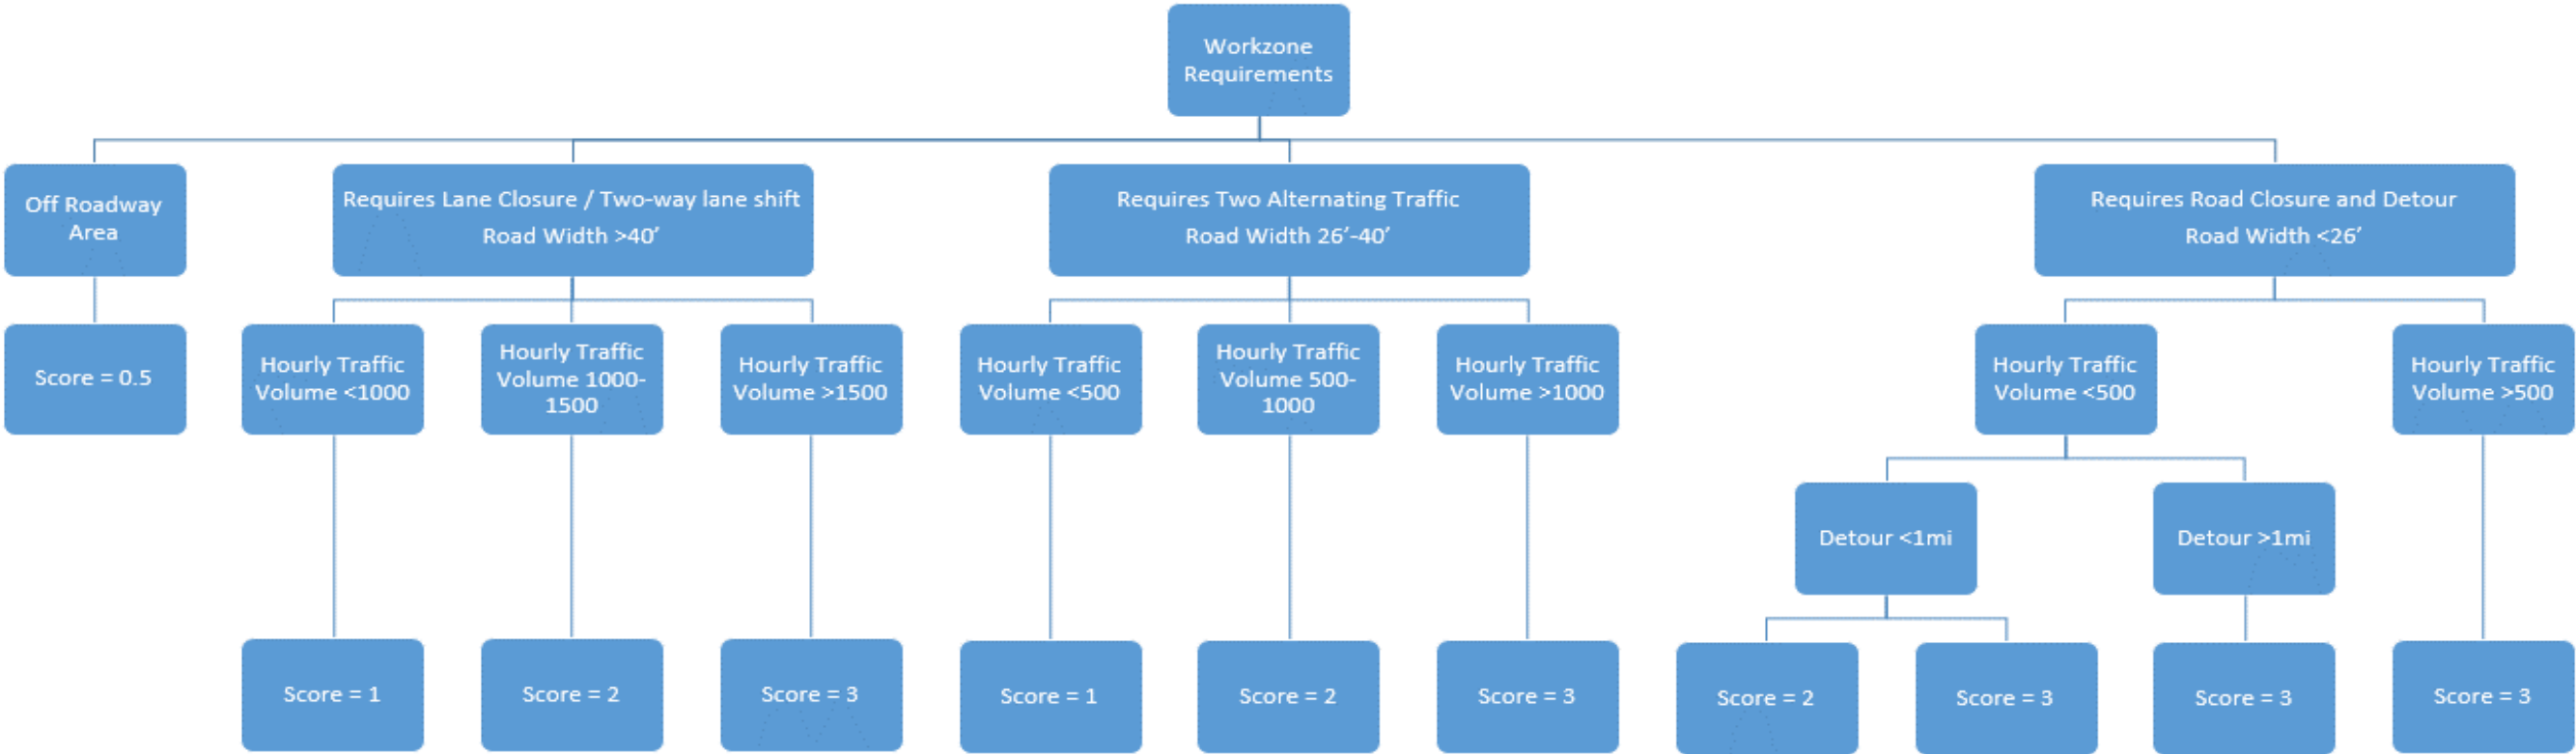 Workzone
Requirements
Off Roadway
Area
Requires Lane Closure / Two-way lane shift
Road Width >40’
Requires Two Alternating Traffic
Road Width 26’-40’
Requires Road Closure and Detour
Road Width <26’
Score = 0.5
Hourly Traffic
Volume <1000
Hourly Traffic
Volume 1000-
1500
Hourly Traffic
Volume >1500
Hourly Traffic
Volume <500
Hourly Traffic
Volume 500-
1000
Hourly Traffic
Volume >1000
Hourly Traffic
Volume <500
Hourly Traffic
Volume >500
Detour <1mi
Detour >1mi
Score = 1
Score = 2
Score = 3
Score = 1
Score = 2
Score = 3
Score = 2
Score = 3
Score = 3
Score = 3